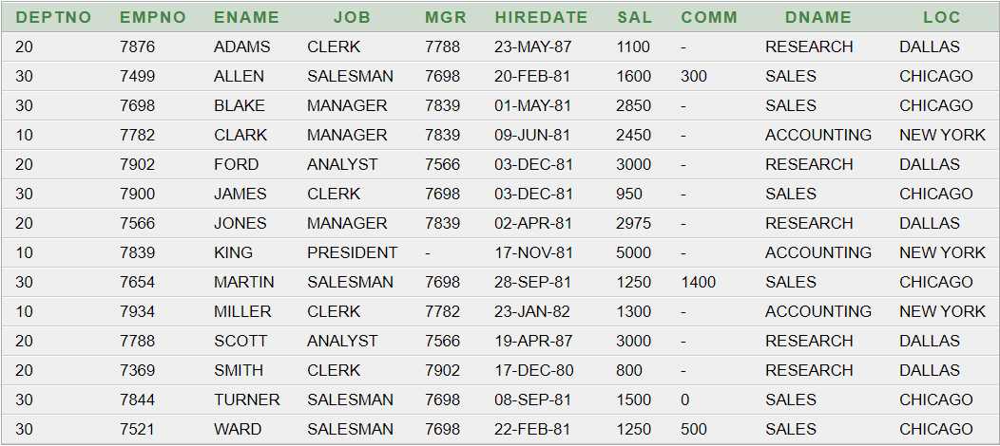 DEPTNO EMPNO ENAME JOB MGR HIREDATE SAL COMM DNAME LOC
20 7876 ADAMS CLERK 7788 23-MAY-87 1100 - RESEARCH DALLAS
30 7499 ALLEN SALESMAN 7698 20-FEB-81 1600 300 SALES CHICAGO
30 7698 BLAKE MANAGER 7839 01-MAY-81 2850 - SALES CHICAGO
10 7782 CLARK MANAGER 7839 09-JUN-81 2450 - ACCOUNTING NEW YORK
20 7902 FORD ANALYST 7566 03-DEC-81 3000 - RESEARCH DALLAS
30 7900 JAMES CLERK 7698 03-DEC-81 950 - SALES CHICAGO
20 7566 JONES MANAGER 7839 02-APR-81 2975 - RESEARCH DALLAS
10 7839 KING PRESIDENT - 17-NOV-81 5000 - ACCOUNTING NEW YORK
30 7654 MARTIN SALESMAN 7698 28-SEP-81 1250 1400 SALES CHICAGO
10 7934 MILLER CLERK 7782 23-JAN-82 1300 - ACCOUNTING NEW YORK
20 7788 SCOTT ANALYST 7566 19-APR-87 3000 - RESEARCH DALLAS
20 7369 SMITH CLERK 7902 17-DEC-80 800 - RESEARCH DALLAS
30 7844 TURNER SALESMAN 7698 08-SEP-81 1500 0 SALES CHICAGO
30 7521 WARD SALESMAN 7698 22-FEB-81 1250 500 SALES CHICAGO